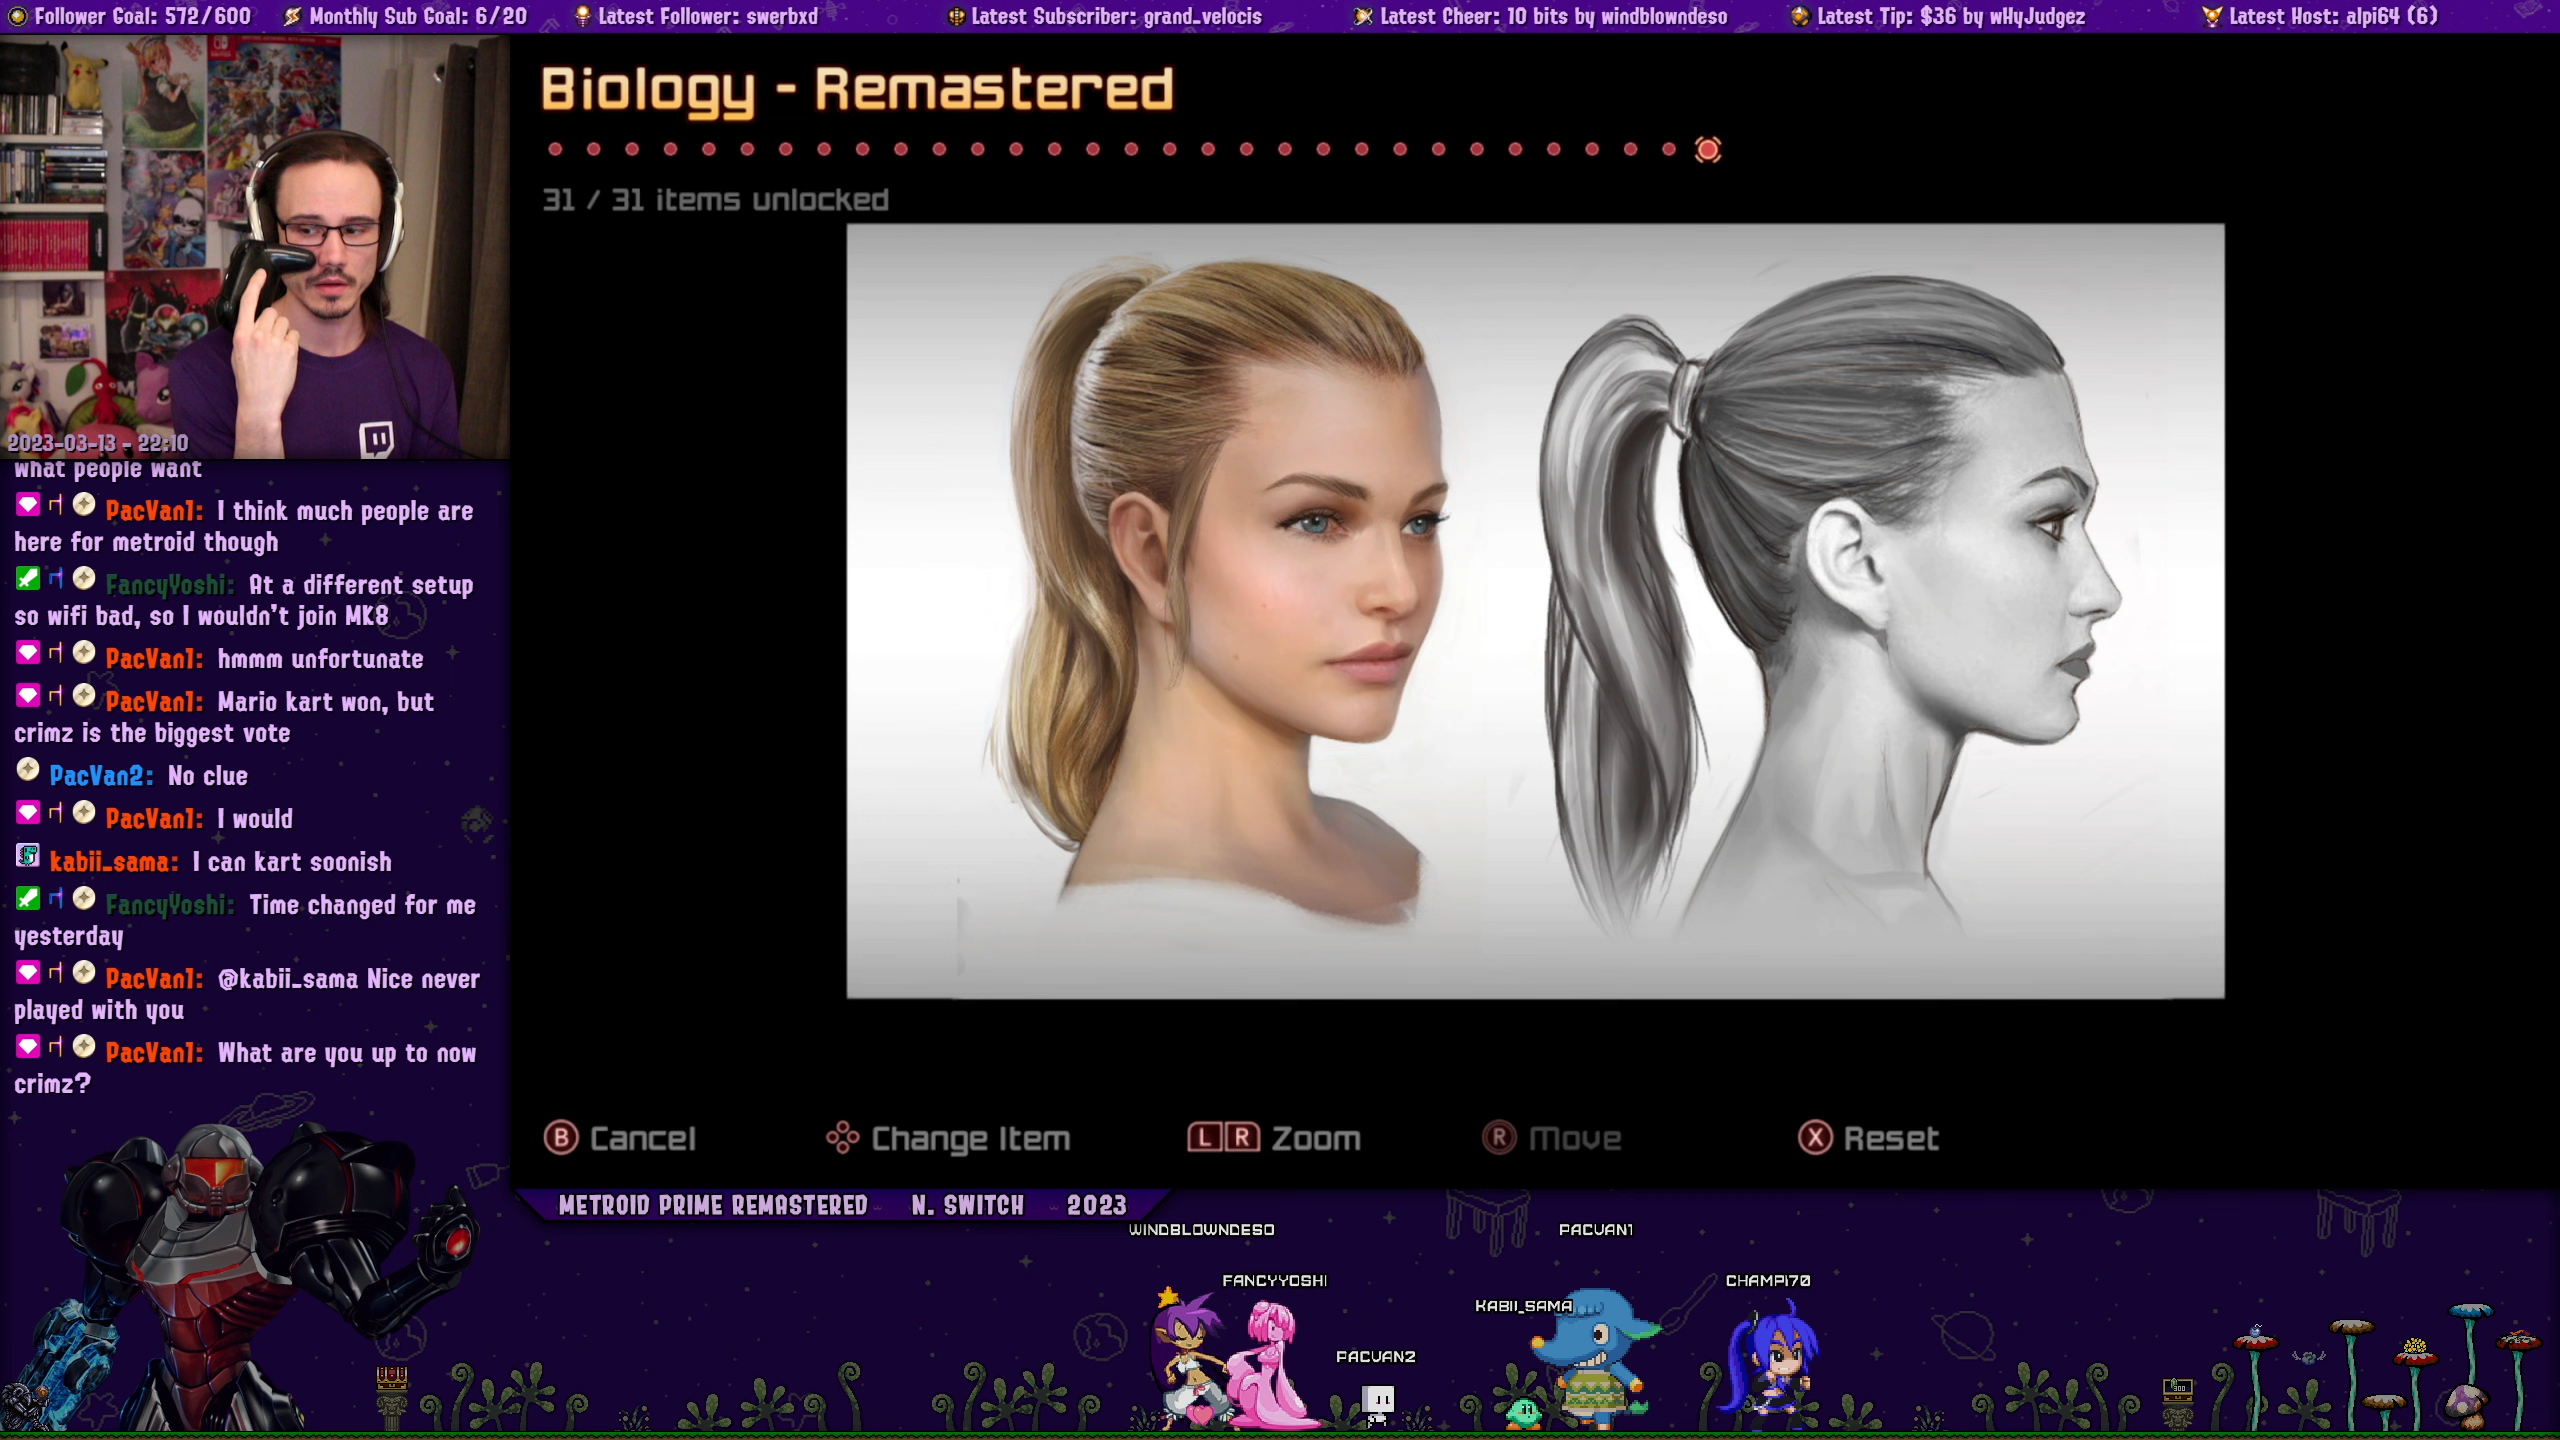 Follower Goal: 572/600
Monthly Sub Goal: 6/20
Latest Follower: swerbxd
Latest Subscriber: grand_velocis
Latest Cheer: 10 bits by windblowndeso
Latest Tip: $36 by wHyJudgez
Latest Host: alpi64 (6)
Biology - Remastered
31 / 31 items unlocked
2023-03-13 - 22:10
what people want
PacVan1: I think much people are
here for metroid though
FancyYoshi: At a different setup
so wifi bad, so I wouldn't join MK8
PacVan1: hmmm unfortunate
PacVan1: Mario kart won, but
crimz is the biggest vote
PacVan2: No clue
PacVan1: I would
kabii_sama: I can kart soonish
FancyYoshi: Time changed for me
yesterday
PacVan1: @kabii_sama Nice never
played with you
PacVan1: What are you up to now
crimz?
B Cancel
Change Item
L R Zoom
R Move
X Reset
METROID PRIME REMASTERED N. SWITCH 2023
WINDBLOWNDESO
PACVAN1
FANCYYOSHI
CHAMPI70
KABII_SAMA
PACVAN2